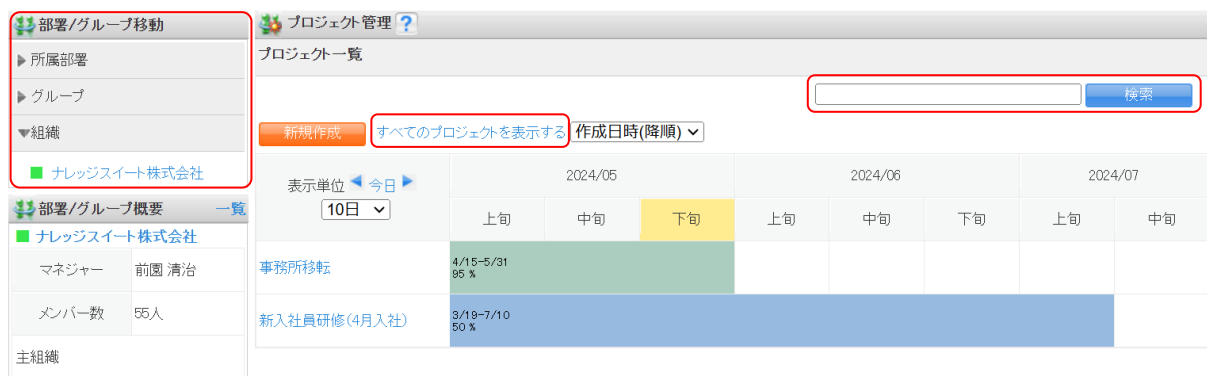 部署/グループ移動
所属部署
グループ
組織
ナレッジスイート株式会社
部署/グループ概要 一覧
ナレッジスイート株式会社
マネジャー 前園 清治
メンバー数 55人
主組織
プロジェクト管理 ?
プロジェクト一覧
検索
新規作成 すべてのプロジェクトを表示する 作成日時(降順)
表示単位 今日
10日
2024/05 2024/06 2024/07
上旬 中旬 下旬 上旬 中旬 下旬 上旬 中旬
事務所移転
4/15-5/31
95 %
新入社員研修(4月入社)
3/19-7/10
50 %